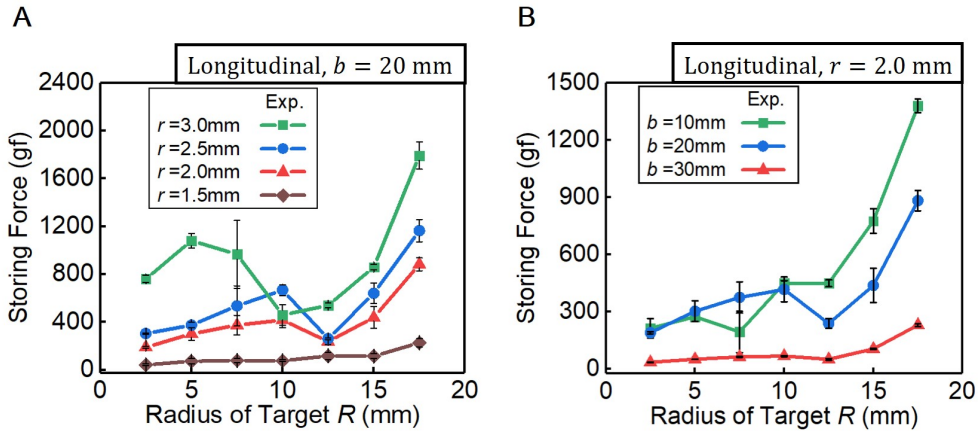 A
Longitudinal, b = 20 mm
2400
2000
1600
1200
800
400
0
Storing Force (gf)
Exp.
r =3.0mm
r =2.5mm
r =2.0mm
r =1.5mm
0 5 10 15 20
Radius of Target R (mm)
B
Longitudinal, r = 2.0 mm
1500
1200
900
600
300
0
Storing Force (gf)
Exp.
b =10mm
b =20mm
b =30mm
0 5 10 15 20
Radius of Target R (mm)